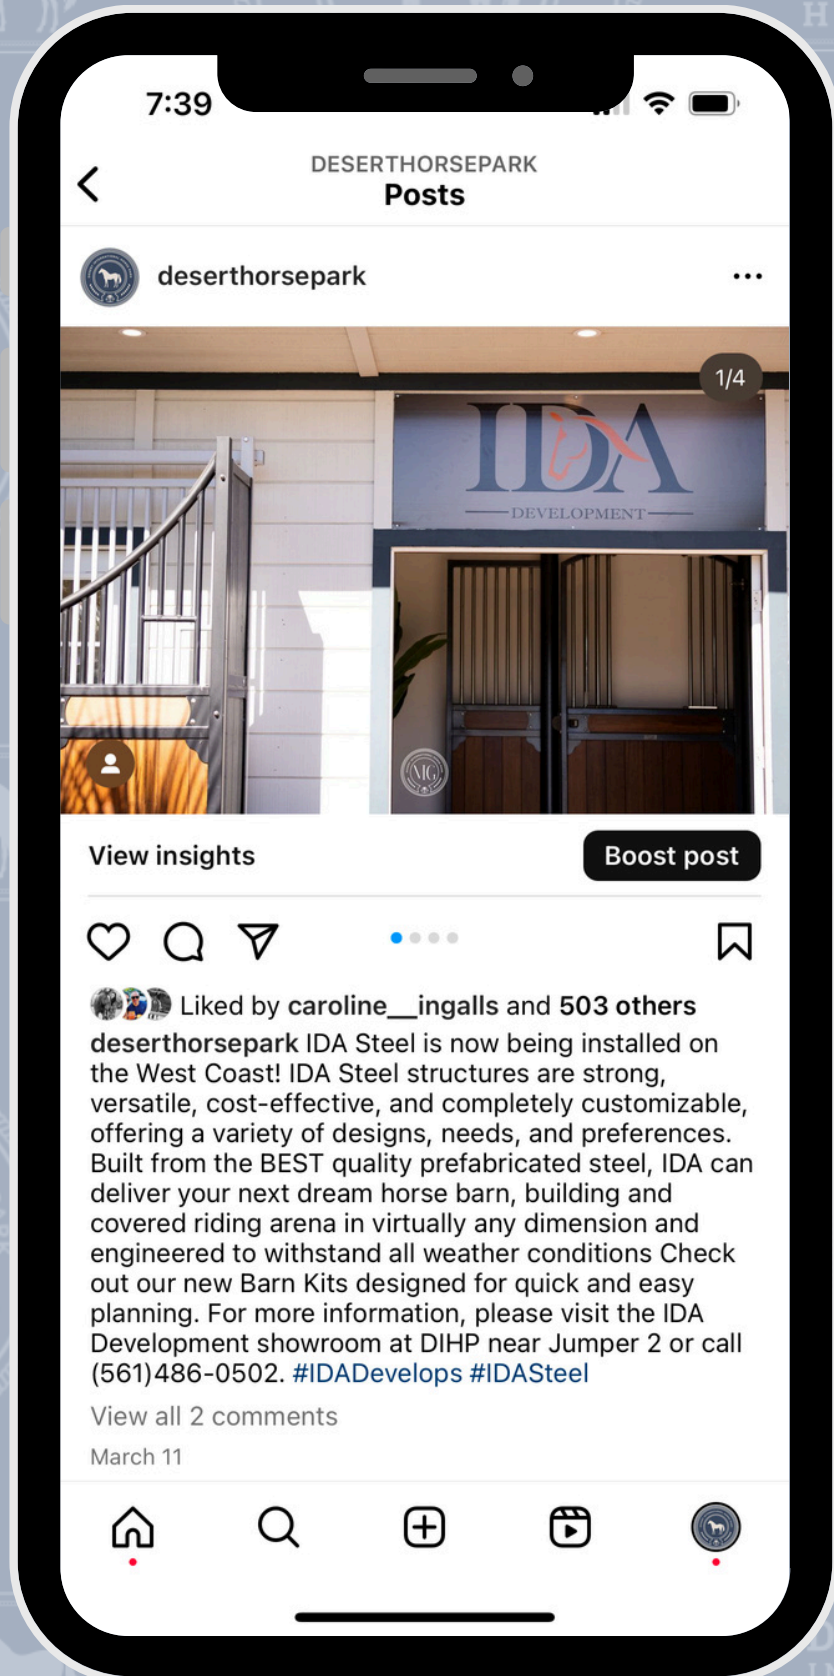 7:39
DESERTHORSEPARK
Posts
deserthorsepark
1/4
IDA
DEVELOPMENT
MG
View insights
Boost post
Liked by caroline__ingalls and 503 others
deserthorsepark IDA Steel is now being installed on
the West Coast! IDA Steel structures are strong,
versatile, cost-effective, and completely customizable,
offering a variety of designs, needs, and preferences.
Built from the BEST quality prefabricated steel, IDA can
deliver your next dream horse barn, building and
covered riding arena in virtually any dimension and
engineered to withstand all weather conditions Check
out our new Barn Kits designed for quick and easy
planning. For more information, please visit the IDA
Development showroom at DIHP near Jumper 2 or call
(561)486-0502. #IDADevelops #IDASteel
View all 2 comments
March 11